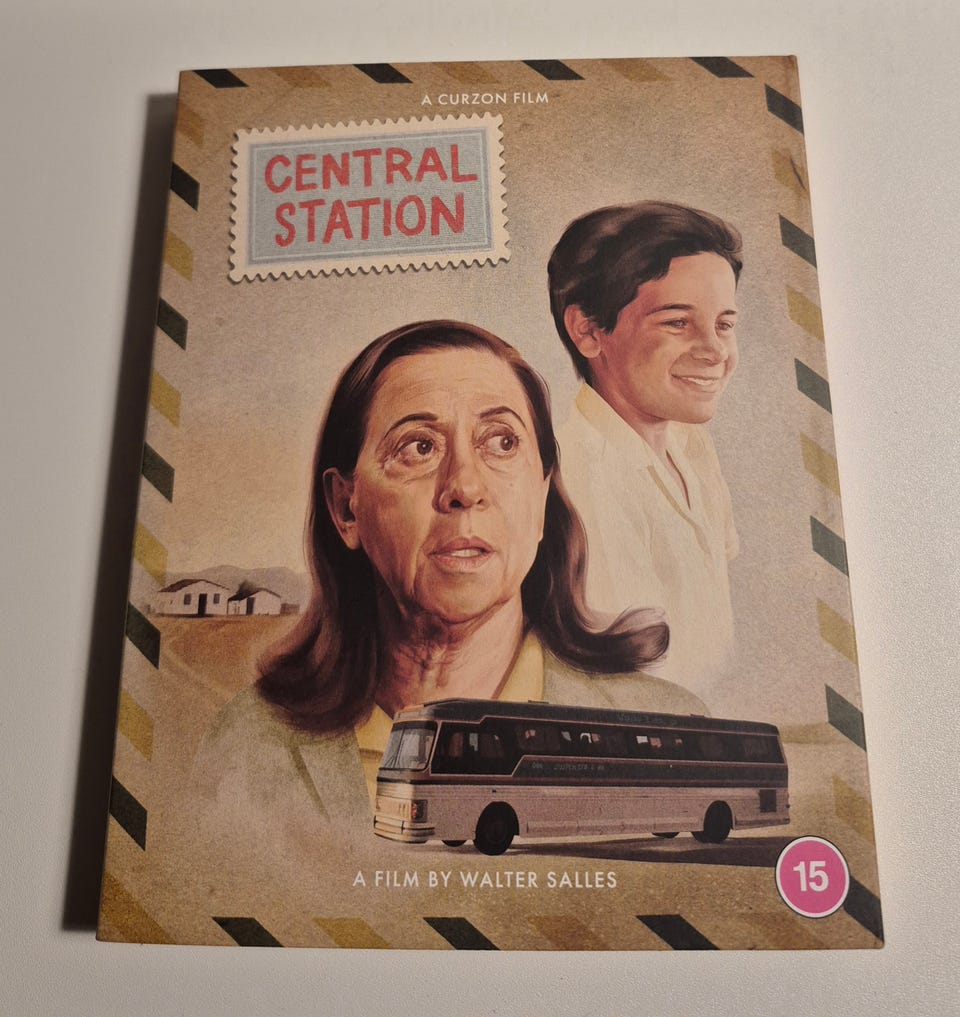 A CURZON FILM
CENTRAL
STATION
A FILM BY WALTER SALLES
15